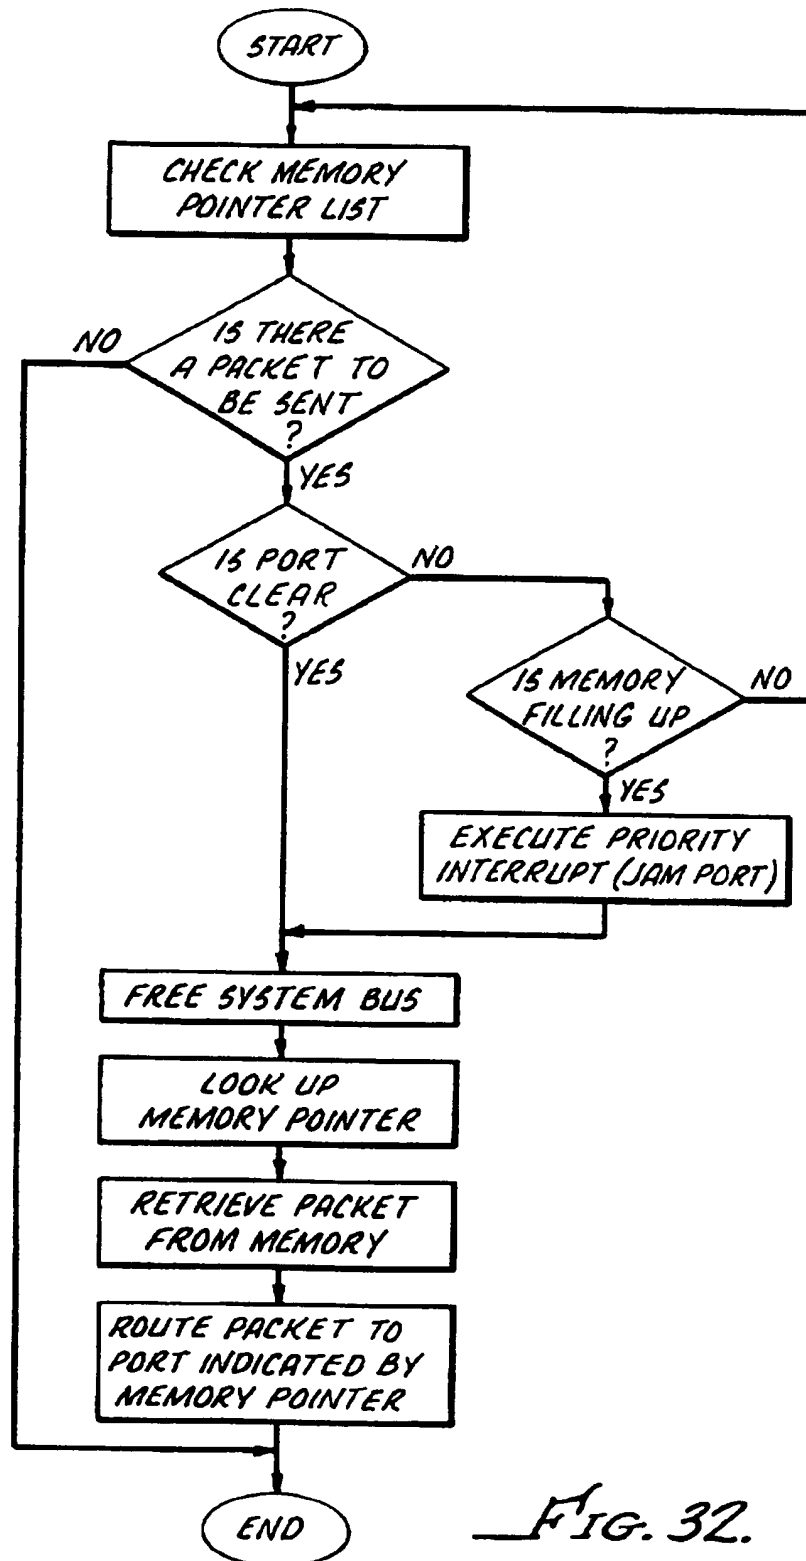 START
CHECK MEMORY
POINTER LIST
NO
IS THERE
A PACKET TO
BE SENT
?
YES
IS PORT
CLEAR
?
NO
YES
IS MEMORY
FILLING UP
?
NO
YES
EXECUTE PRIORITY
INTERRUPT (JAM PORT)
FREE SYSTEM BUS
LOOK UP
MEMORY POINTER
RETRIEVE PACKET
FROM MEMORY
ROUTE PACKET TO
PORT INDICATED BY
MEMORY POINTER
END
FIG. 32.